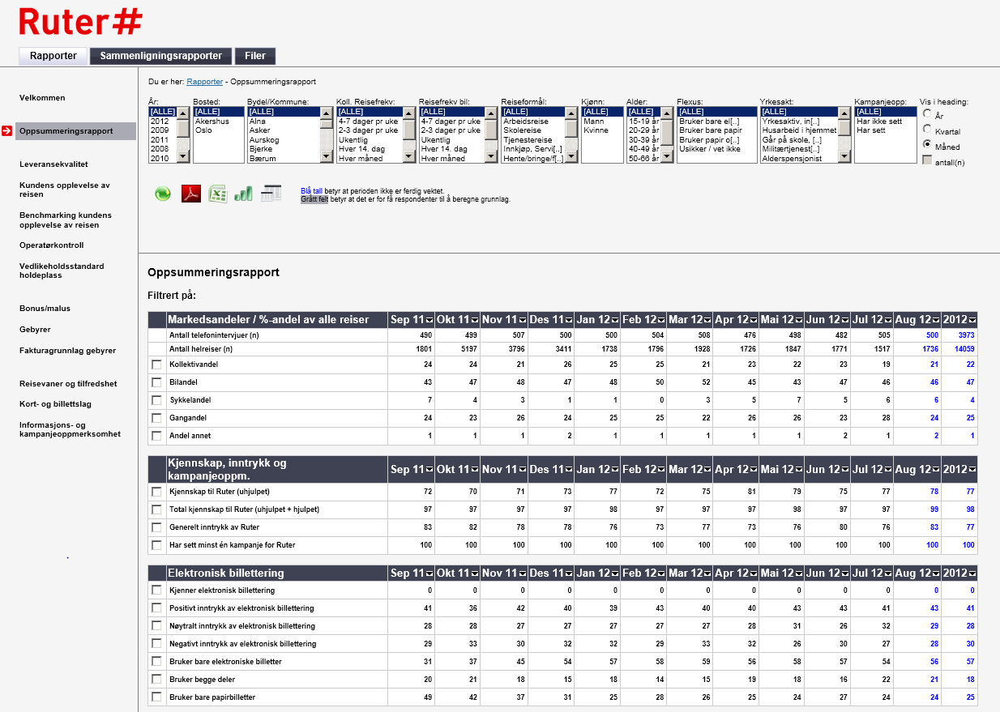 Ruter#
Rapporter Sammenligningsrapporter Filer
Du er her: Rapporter - Oppsummeringsrapport
Velkommen
Oppsummeringsrapport
Leveransekvalitet
Kundens opplevelse av
reisen
Benchmarking kundens
opplevelse av reisen
Operatørkontroll
Vedlikeholdsstandard
holdeplass
Bonus/malus
Gebyrer
Fakturagrunnlag gebyrer
Reisevaner og tilfredshet
Kort- og billettslag
Informasjons- og
kampanjeoppmerksomhet
År:
[ALLE]
2012
2009
2011
2008
2010
Bosted:
[ALLE]
Akershus
Oslo
Bydel/Kommune:
[ALLE]
Alna
Asker
Aurskog
Bjerke
Bærum
Koll. Reisefrekv:
[ALLE]
4-7 dager pr uke
2-3 dager pr uke
Ukentlig
Hver 14. dag
Hver måned
Reisefrekv bil:
[ALLE]
4-7 dager pr uke
2-3 dager pr uke
Ukentlig
Hver 14. dag
Hver måned
Reiseformål:
[ALLE]
Arbeidsreise
Skolereise
Tjenestereise
Innkjøp, Servi[..]
Hente/bringe/f[..]
Kjønn:
[ALLE]
Mann
Kvinne
Alder:
[ALLE]
15-19 år
20-29 år
30-39 år
40-49 år
50-66 år
Flexus:
[ALLE]
Bruker bare el[..]
Bruker bare papir
Bruker papir o[..]
Usikker / vet ikke
Yrkesakt:
[ALLE]
Yrkesaktiv, in[..]
Husarbeid i hjemmet
Går på skole, [..]
Militærtjenest[..]
Alderspensjonist
Kampanjeopp:
[ALLE]
Har ikke sett
Har sett
Vis i heading:
År
Kvartal
Måned
antall(n)
Blå tall betyr at perioden ikke er ferdig vektet.
Grått felt betyr at det er for få respondenter til å beregne grunnlag.
Oppsummeringsrapport
Filtrert på:
Markedsandeler / %-andel av alle reiser Sep 11 Okt 11 Nov 11 Des 11 Jan 12 Feb 12 Mar 12 Apr 12 Mai 12 Jun 12 Jul 12 Aug 12 2012
Antall telefonintervjuer (n) 490 499 507 500 500 504 508 476 498 482 505 500 3973
Antall helreiser (n) 1801 5197 3796 3411 1738 1796 1928 1726 1847 1771 1517 1736 14059
Kollektivandel 24 24 21 26 25 25 21 23 22 23 19 21 22
Bilandel 43 47 48 47 48 50 52 45 43 47 46 46 47
Sykkelandel 7 4 3 1 1 0 3 5 7 5 6 6 4
Gangandel 24 23 26 24 25 25 22 26 26 23 28 24 25
Andel annet 1 1 1 2 1 1 1 1 1 2 1 2 1
Kjennskap, inntrykk og
kampanjeoppm. Sep 11 Okt 11 Nov 11 Des 11 Jan 12 Feb 12 Mar 12 Apr 12 Mai 12 Jun 12 Jul 12 Aug 12 2012
Kjennskap til Ruter (uhjulpet) 72 70 71 73 77 72 75 81 79 75 77 78 77
Total kjennskap til Ruter (uhjulpet + hjulpet) 97 97 97 98 97 97 97 97 98 97 97 99 98
Generelt inntrykk av Ruter 83 82 78 78 76 73 77 73 76 80 76 83 77
Har sett minst én kampanje for Ruter 100 100 100 100 100 100 100 100 100 100 100 100 100
Elektronisk billettering Sep 11 Okt 11 Nov 11 Des 11 Jan 12 Feb 12 Mar 12 Apr 12 Mai 12 Jun 12 Jul 12 Aug 12 2012
Kjenner elektronisk billettering 0 0 0 0 0 0 0 0 0 0 0 0 0
Positivt inntrykk av elektronisk billettering 41 36 42 40 39 43 40 40 43 43 41 43 41
Nøytralt inntrykk av elektronisk billettering 28 28 27 27 27 27 27 28 31 26 32 29 28
Negativt inntrykk av elektronisk billettering 29 33 30 32 32 29 33 32 26 30 27 28 30
Bruker bare elektroniske billetter 31 37 45 54 57 58 59 56 58 57 54 56 57
Bruker begge deler 20 21 18 15 18 14 15 19 18 16 22 21 18
Bruker bare papirbilletter 49 42 37 31 25 28 26 25 24 27 24 24 25